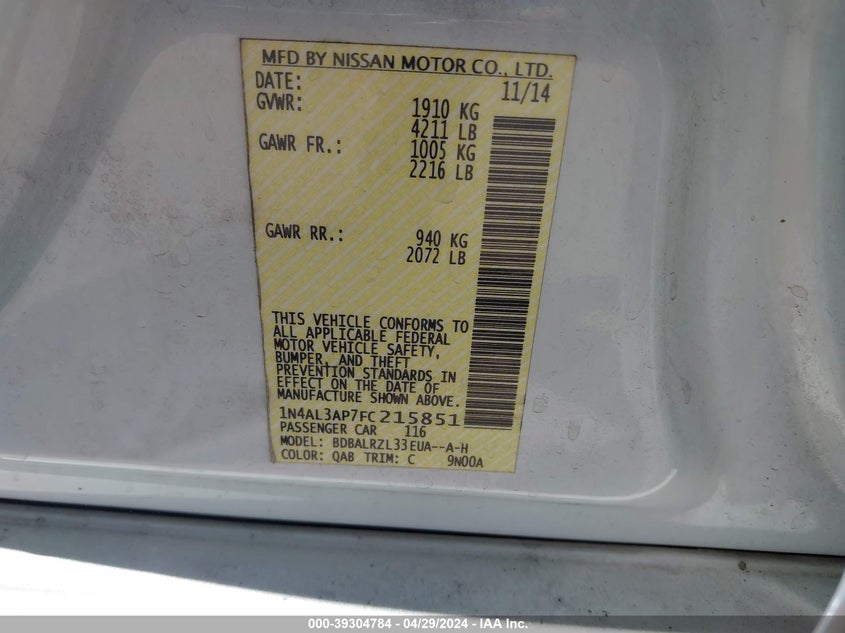 MFD BY NISSAN MOTOR CO., LTD.
DATE: 11/14
GVWR: 1910 KG
4211 LB
GAWR FR.: 1005 KG
2216 LB
GAWR RR.: 940 KG
2072 LB
THIS VEHICLE CONFORMS TO
ALL APPLICABLE FEDERAL
MOTOR VEHICLE SAFETY,
BUMPER, AND THEFT
PREVENTION STANDARDS IN
EFFECT ON THE DATE OF
MANUFACTURE SHOWN ABOVE.
1N4AL3AP7FC215851
PASSENGER CAR 116
MODEL: BDBALRZL33EUA--A-H
COLOR: QAB TRIM: C 9N00A
000-39304784 - 04/29/2024 - IAA Inc.